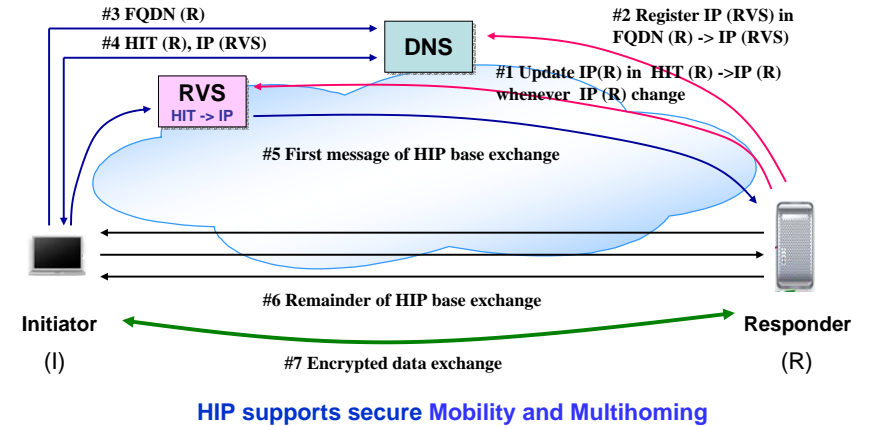 #3 FQDN (R)
#4 HIT (R), IP (RVS)
DNS
#2 Register IP (RVS) in
FQDN (R) -> IP (RVS)
#1 Update IP(R) in HIT (R) ->IP (R)
whenever IP (R) change
RVS
HIT -> IP
#5 First message of HIP base exchange
#6 Remainder of HIP base exchange
Initiator
(I)
Responder
(R)
#7 Encrypted data exchange
HIP supports secure Mobility and Multihoming